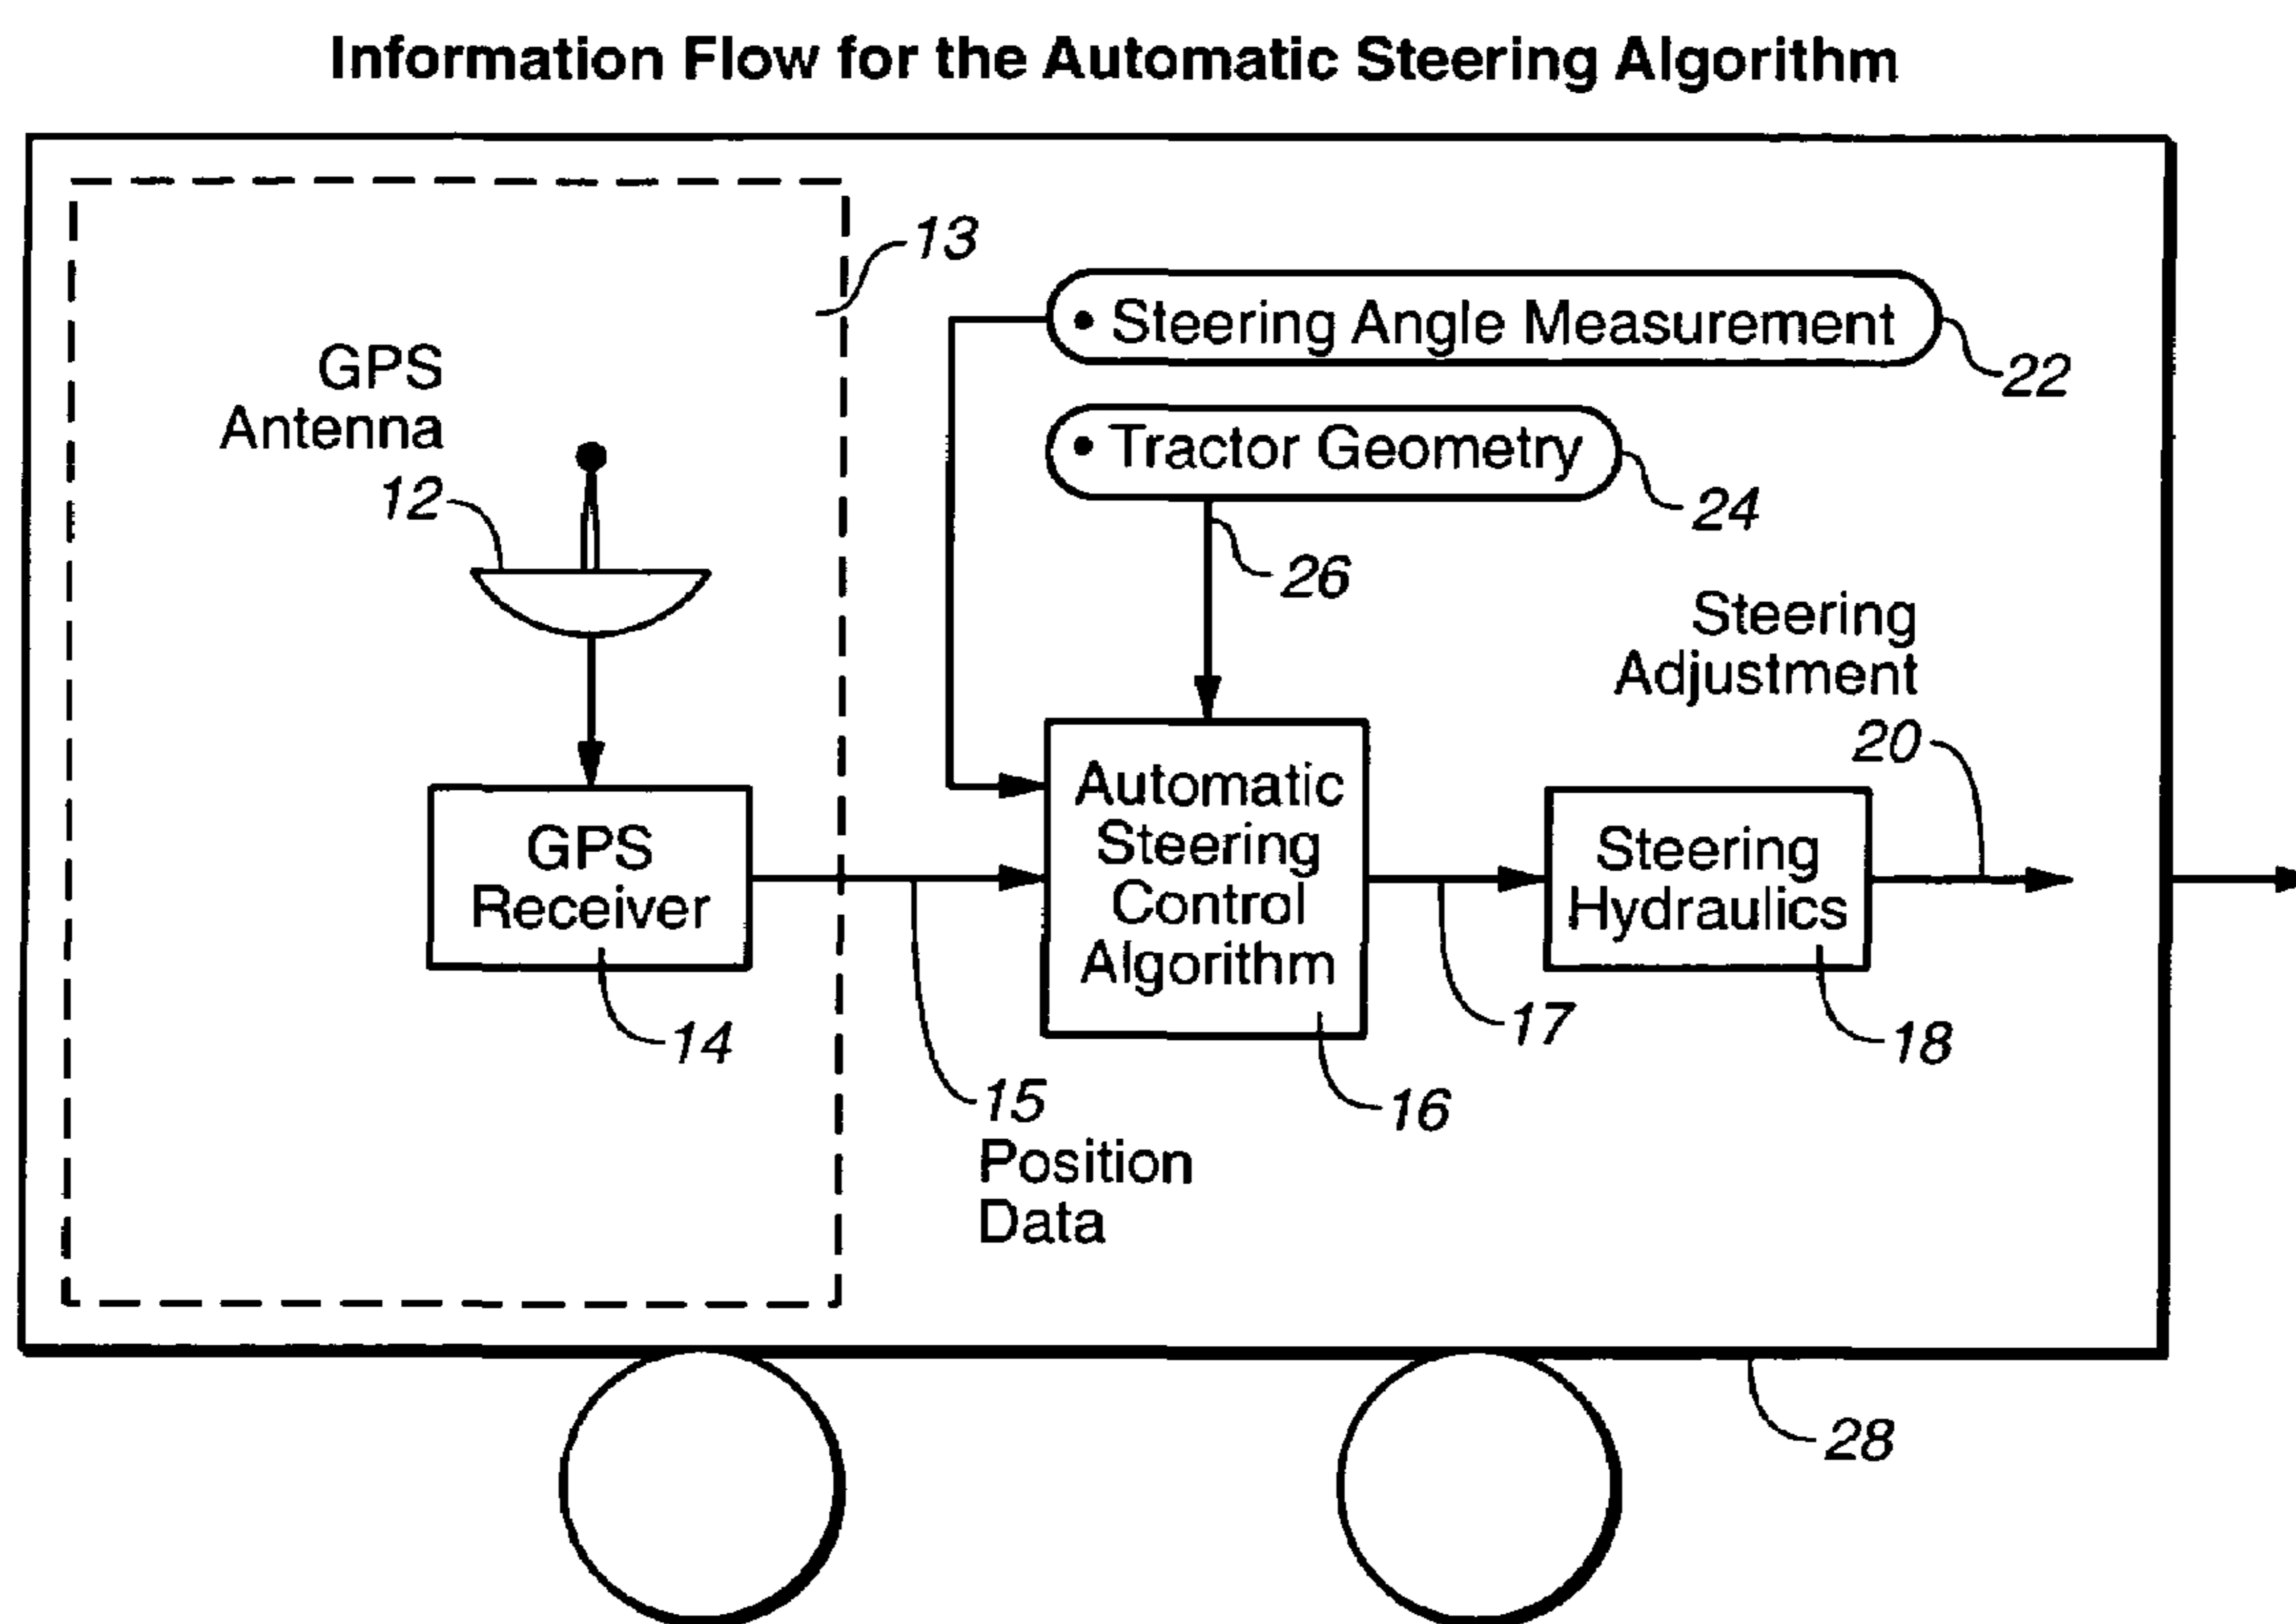 Information Flow for the Automatic Steering Algorithm
13
GPS
Antenna
12
• Steering Angle Measurement
22
• Tractor Geometry
24
26
Steering
Adjustment
20
GPS
Receiver
14
Automatic
Steering
Control
Algorithm
16
Steering
Hydraulics
18
17
15
Position
Data
28